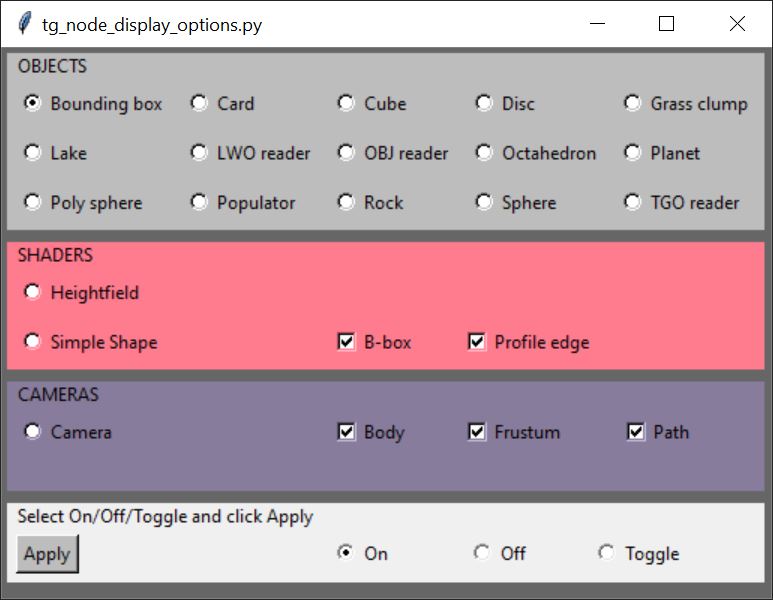 tg_node_display_options.py
OBJECTS
Bounding box Card Cube Disc Grass clump
Lake LWO reader OBJ reader Octahedron Planet
Poly sphere Populator Rock Sphere TGO reader
SHADERS
Heightfield
Simple Shape B-box Profile edge
CAMERAS
Camera Body Frustum Path
Select On/Off/Toggle and click Apply
Apply On Off Toggle